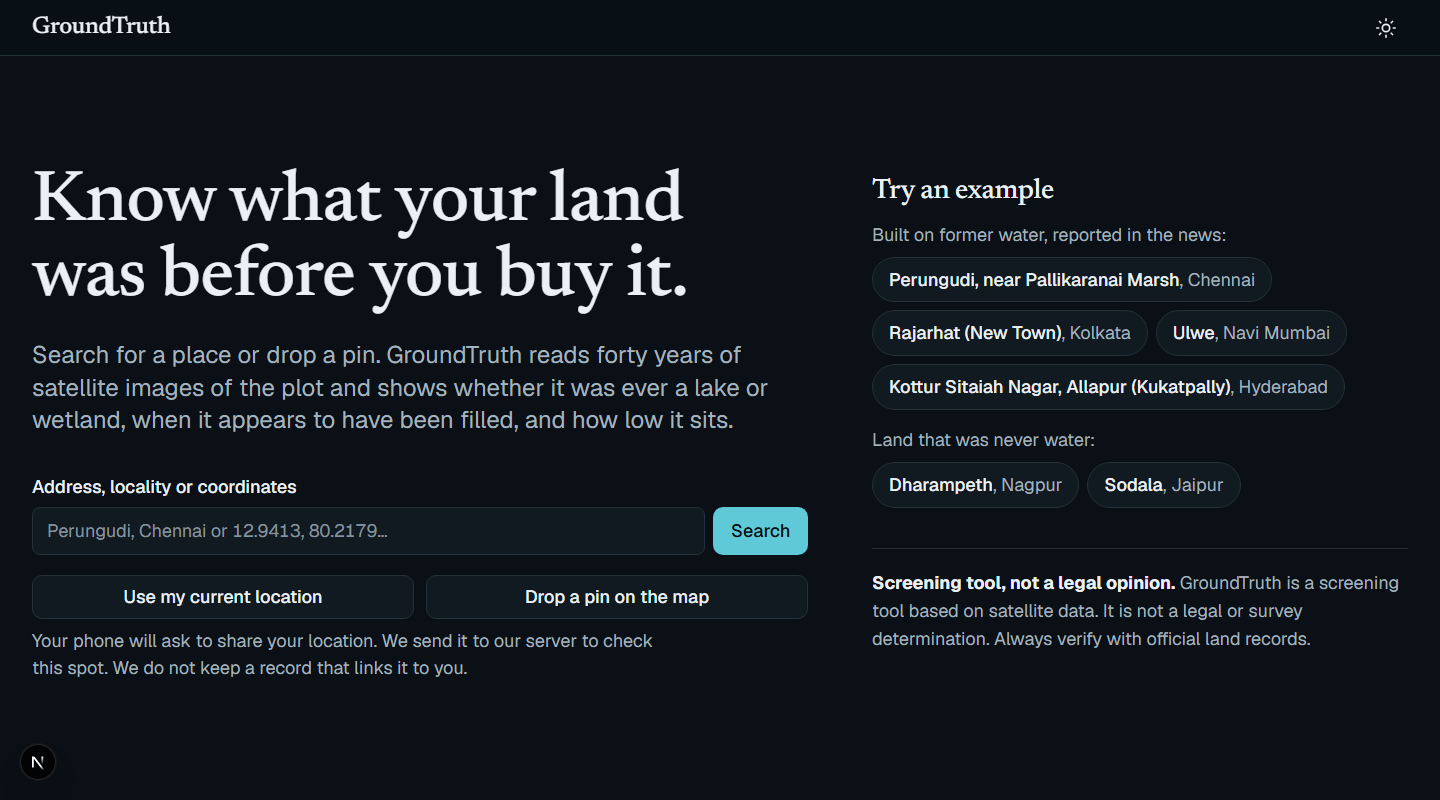 GroundTruth
Know what your land
was before you buy it.
Search for a place or drop a pin. GroundTruth reads forty years of
satellite images of the plot and shows whether it was ever a lake or
wetland, when it appears to have been filled, and how low it sits.
Address, locality or coordinates
Perungudi, Chennai or 12.9413, 80.2179...
Search
Use my current location
Drop a pin on the map
Your phone will ask to share your location. We send it to our server to check
this spot. We do not keep a record that links it to you.
Try an example
Built on former water, reported in the news:
Perungudi, near Pallikaranai Marsh, Chennai
Rajarhat (New Town), Kolkata
Ulwe, Navi Mumbai
Kottur Sitaiah Nagar, Allapur (Kukatpally), Hyderabad
Land that was never water:
Dharampeth, Nagpur
Sodala, Jaipur
Screening tool, not a legal opinion. GroundTruth is a screening
tool based on satellite data. It is not a legal or survey
determination. Always verify with official land records.
N